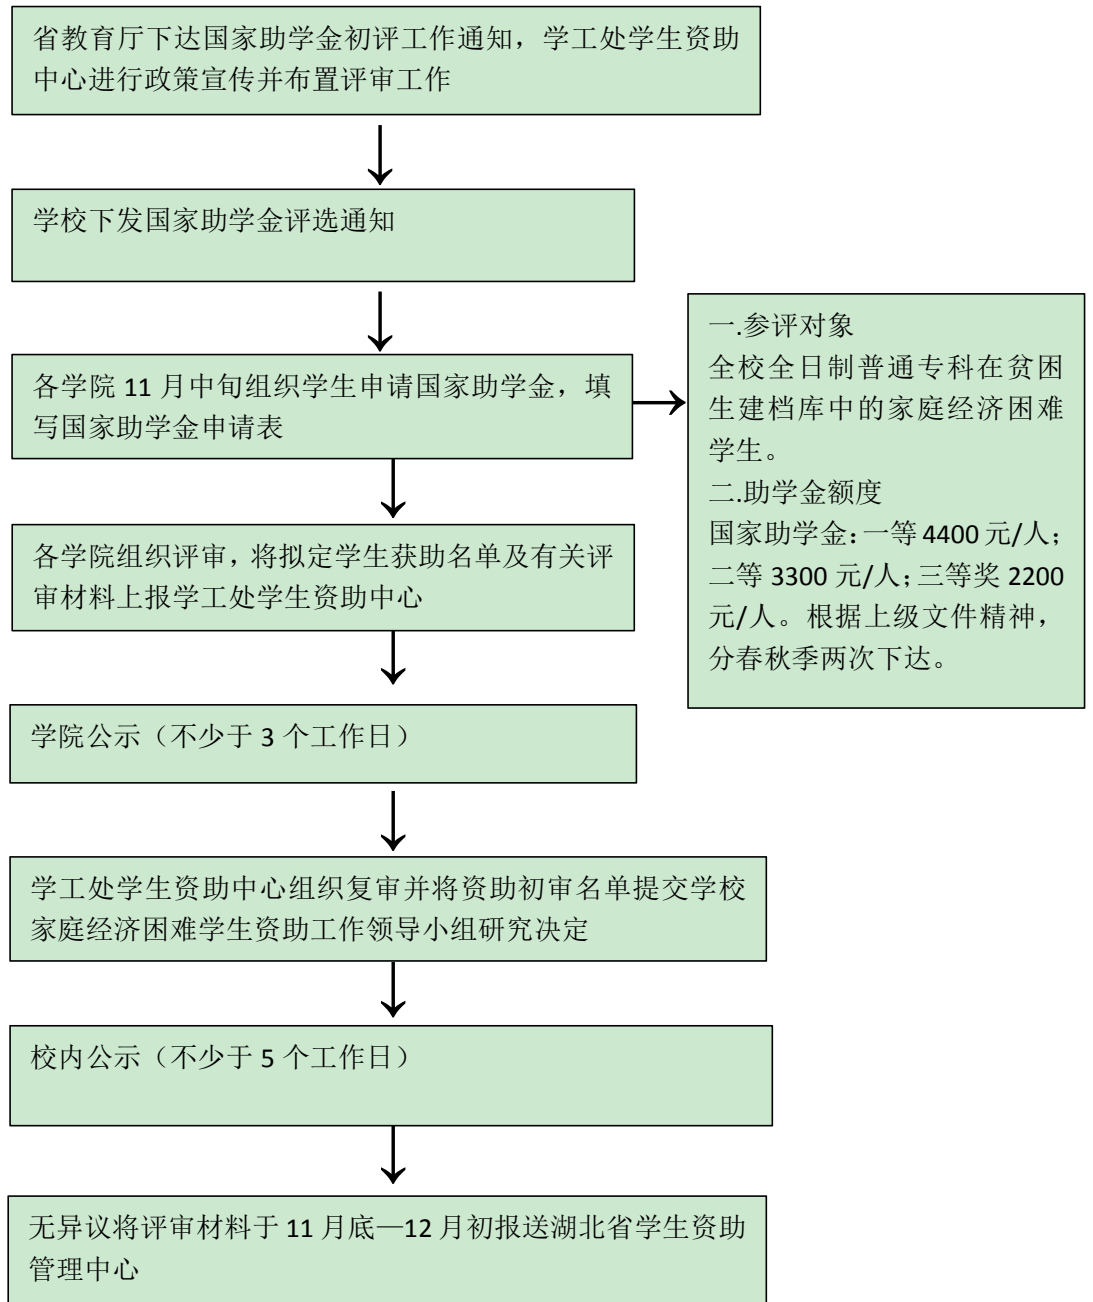 省教育厅下达国家助学金初评工作通知，学工处学生资助
中心进行政策宣传并布置评审工作
学校下发国家助学金评选通知
各学院 11 月中旬组织学生申请国家助学金，填
写国家助学金申请表
一.参评对象
全校全日制普通专科在贫困
生建档库中的家庭经济困难
学生。
二.助学金额度
国家助学金：一等 4400 元/人；
二等 3300 元/人；三等奖 2200
元/人。根据上级文件精神，
分春秋季两次下达。
各学院组织评审，将拟定学生获助名单及有关评
审材料上报学工处学生资助中心
学院公示（不少于 3 个工作日）
学工处学生资助中心组织复审并将资助初审名单提交学校
家庭经济困难学生资助工作领导小组研究决定
校内公示（不少于 5 个工作日）
无异议将评审材料于 11 月底—12 月初报送湖北省学生资助
管理中心